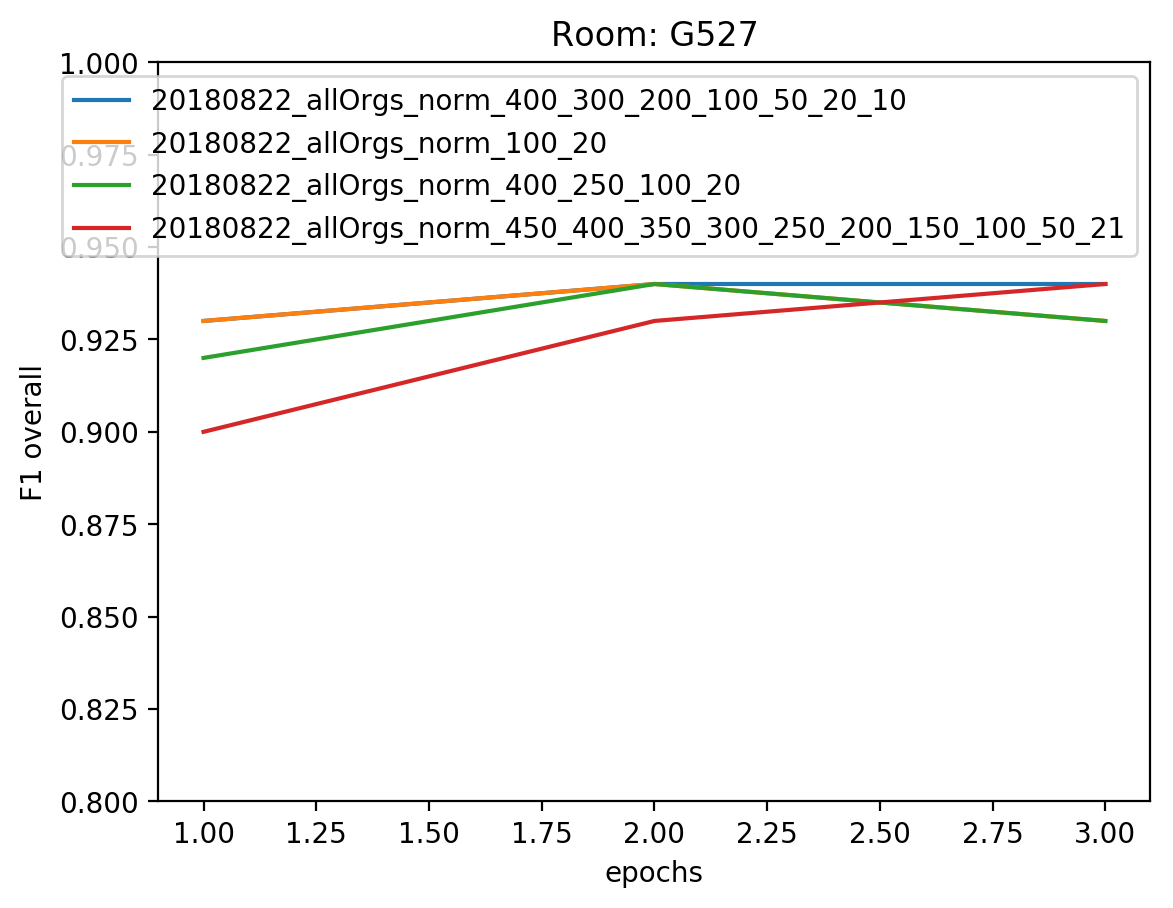 Room: G527
1.000
20180822_allOrgs_norm_400_300_200_100_50_20_10
20180822_allOrgs_norm_100_20
0.975
20180822_allOrgs_norm_400_250_100_20
20180822_allOrgs_norm_450_400_350_300_250_200_150_100_50_21
0.950
0.925
0.900
0.875
0.850
0.825
0.800
F1 overall
1.00 1.25 1.50 1.75 2.00 2.25 2.50 2.75 3.00
epochs